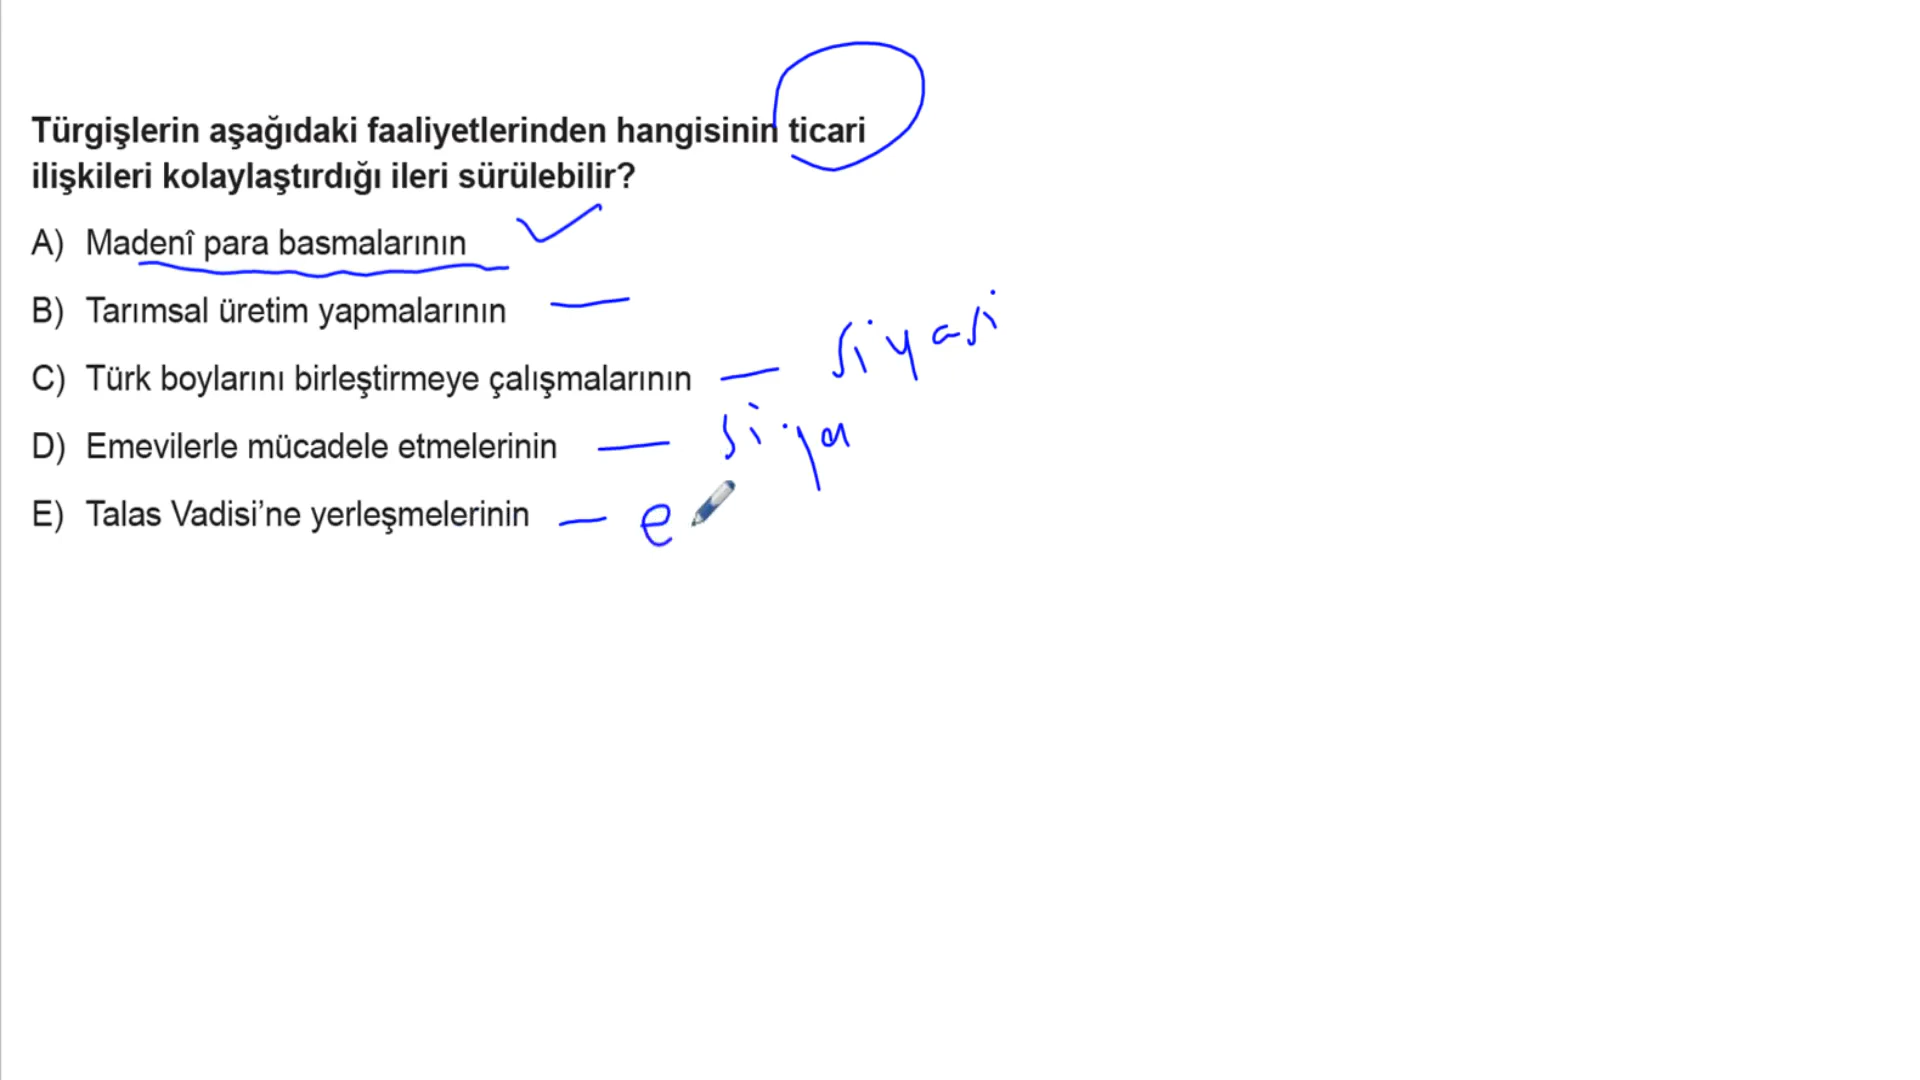 Türgişlerin aşağıdaki faaliyetlerinden hangisinin ticari
ilişkileri kolaylaştırdığı ileri sürülebilir?
A) Madenî para basmalarının
B) Tarımsal üretim yapmalarının
C) Türk boylarını birleştirmeye çalışmalarının — siyasi
D) Emevilerle mücadele etmelerinin — siya
E) Talas Vadisi’ne yerleşmelerinin — e